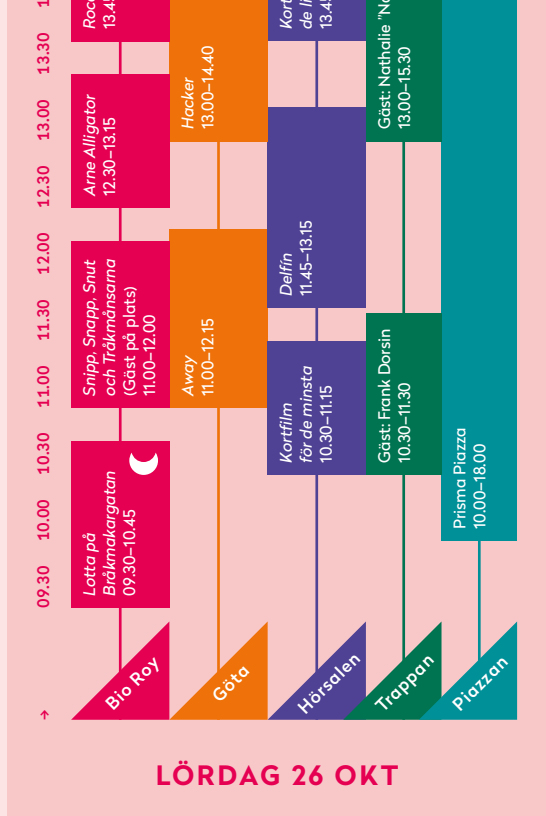 LÖRDAG 26 OKT
→
09.30
10.00
10.30
11.00
11.30
12.00
12.30
13.00
13.30
Bio Roy
Lotta på
Bråkmakargatan
09.30–10.45
Snipp, Snapp, Snut
och Tråkmånsarna
(Gäst på plats)
11.00–12.00
Arne Alligator
12.30–13.15
Göta
Away
11.00–12.15
Hacker
13.00–14.40
Hörsalen
Kortfilm
för de minsta
10.30–11.15
Delfín
11.45–13.15
Trappan
Gäst: Frank Dorsin
10.30–11.30
Gäst: Nathalie
13.00–15.30
Piazzan
Prisma Piazza
10.00–18.00